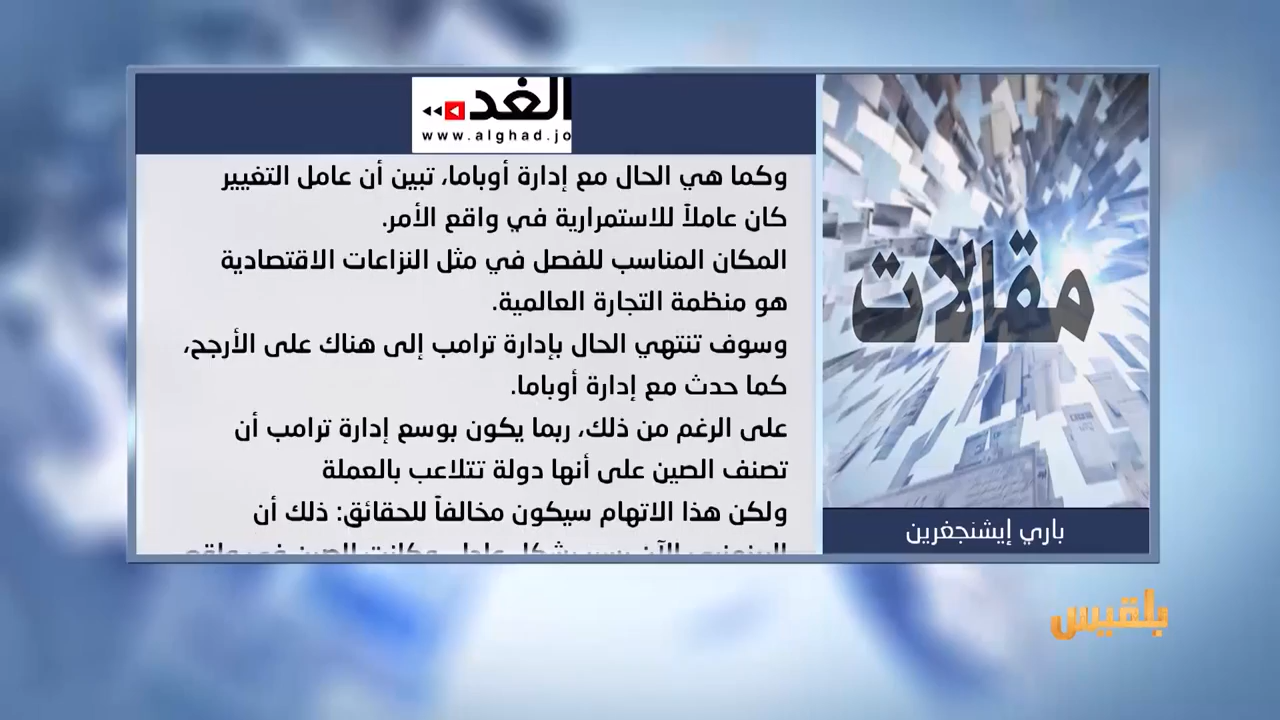 الغد
www.alghad.jo
وكما هي الحال مع إدارة أوباما، تبين أن عامل التغيير
كان عاملاً للاستمرارية في واقع الأمر.
المكان المناسب للفصل في مثل النزاعات الاقتصادية
هو منظمة التجارة العالمية.
وسوف تنتهي الحال بإدارة ترامب إلى هناك على الأرجح،
كما حدث مع إدارة أوباما.
على الرغم من ذلك، ربما يكون بوسع إدارة ترامب أن
تصنف الصين على أنها دولة تتلاعب بالعملة
ولكن هذا الاتهام سيكون مخالفاً للحقائق: ذلك أن
مقالات
باري إيشنجغرين
بلقيس